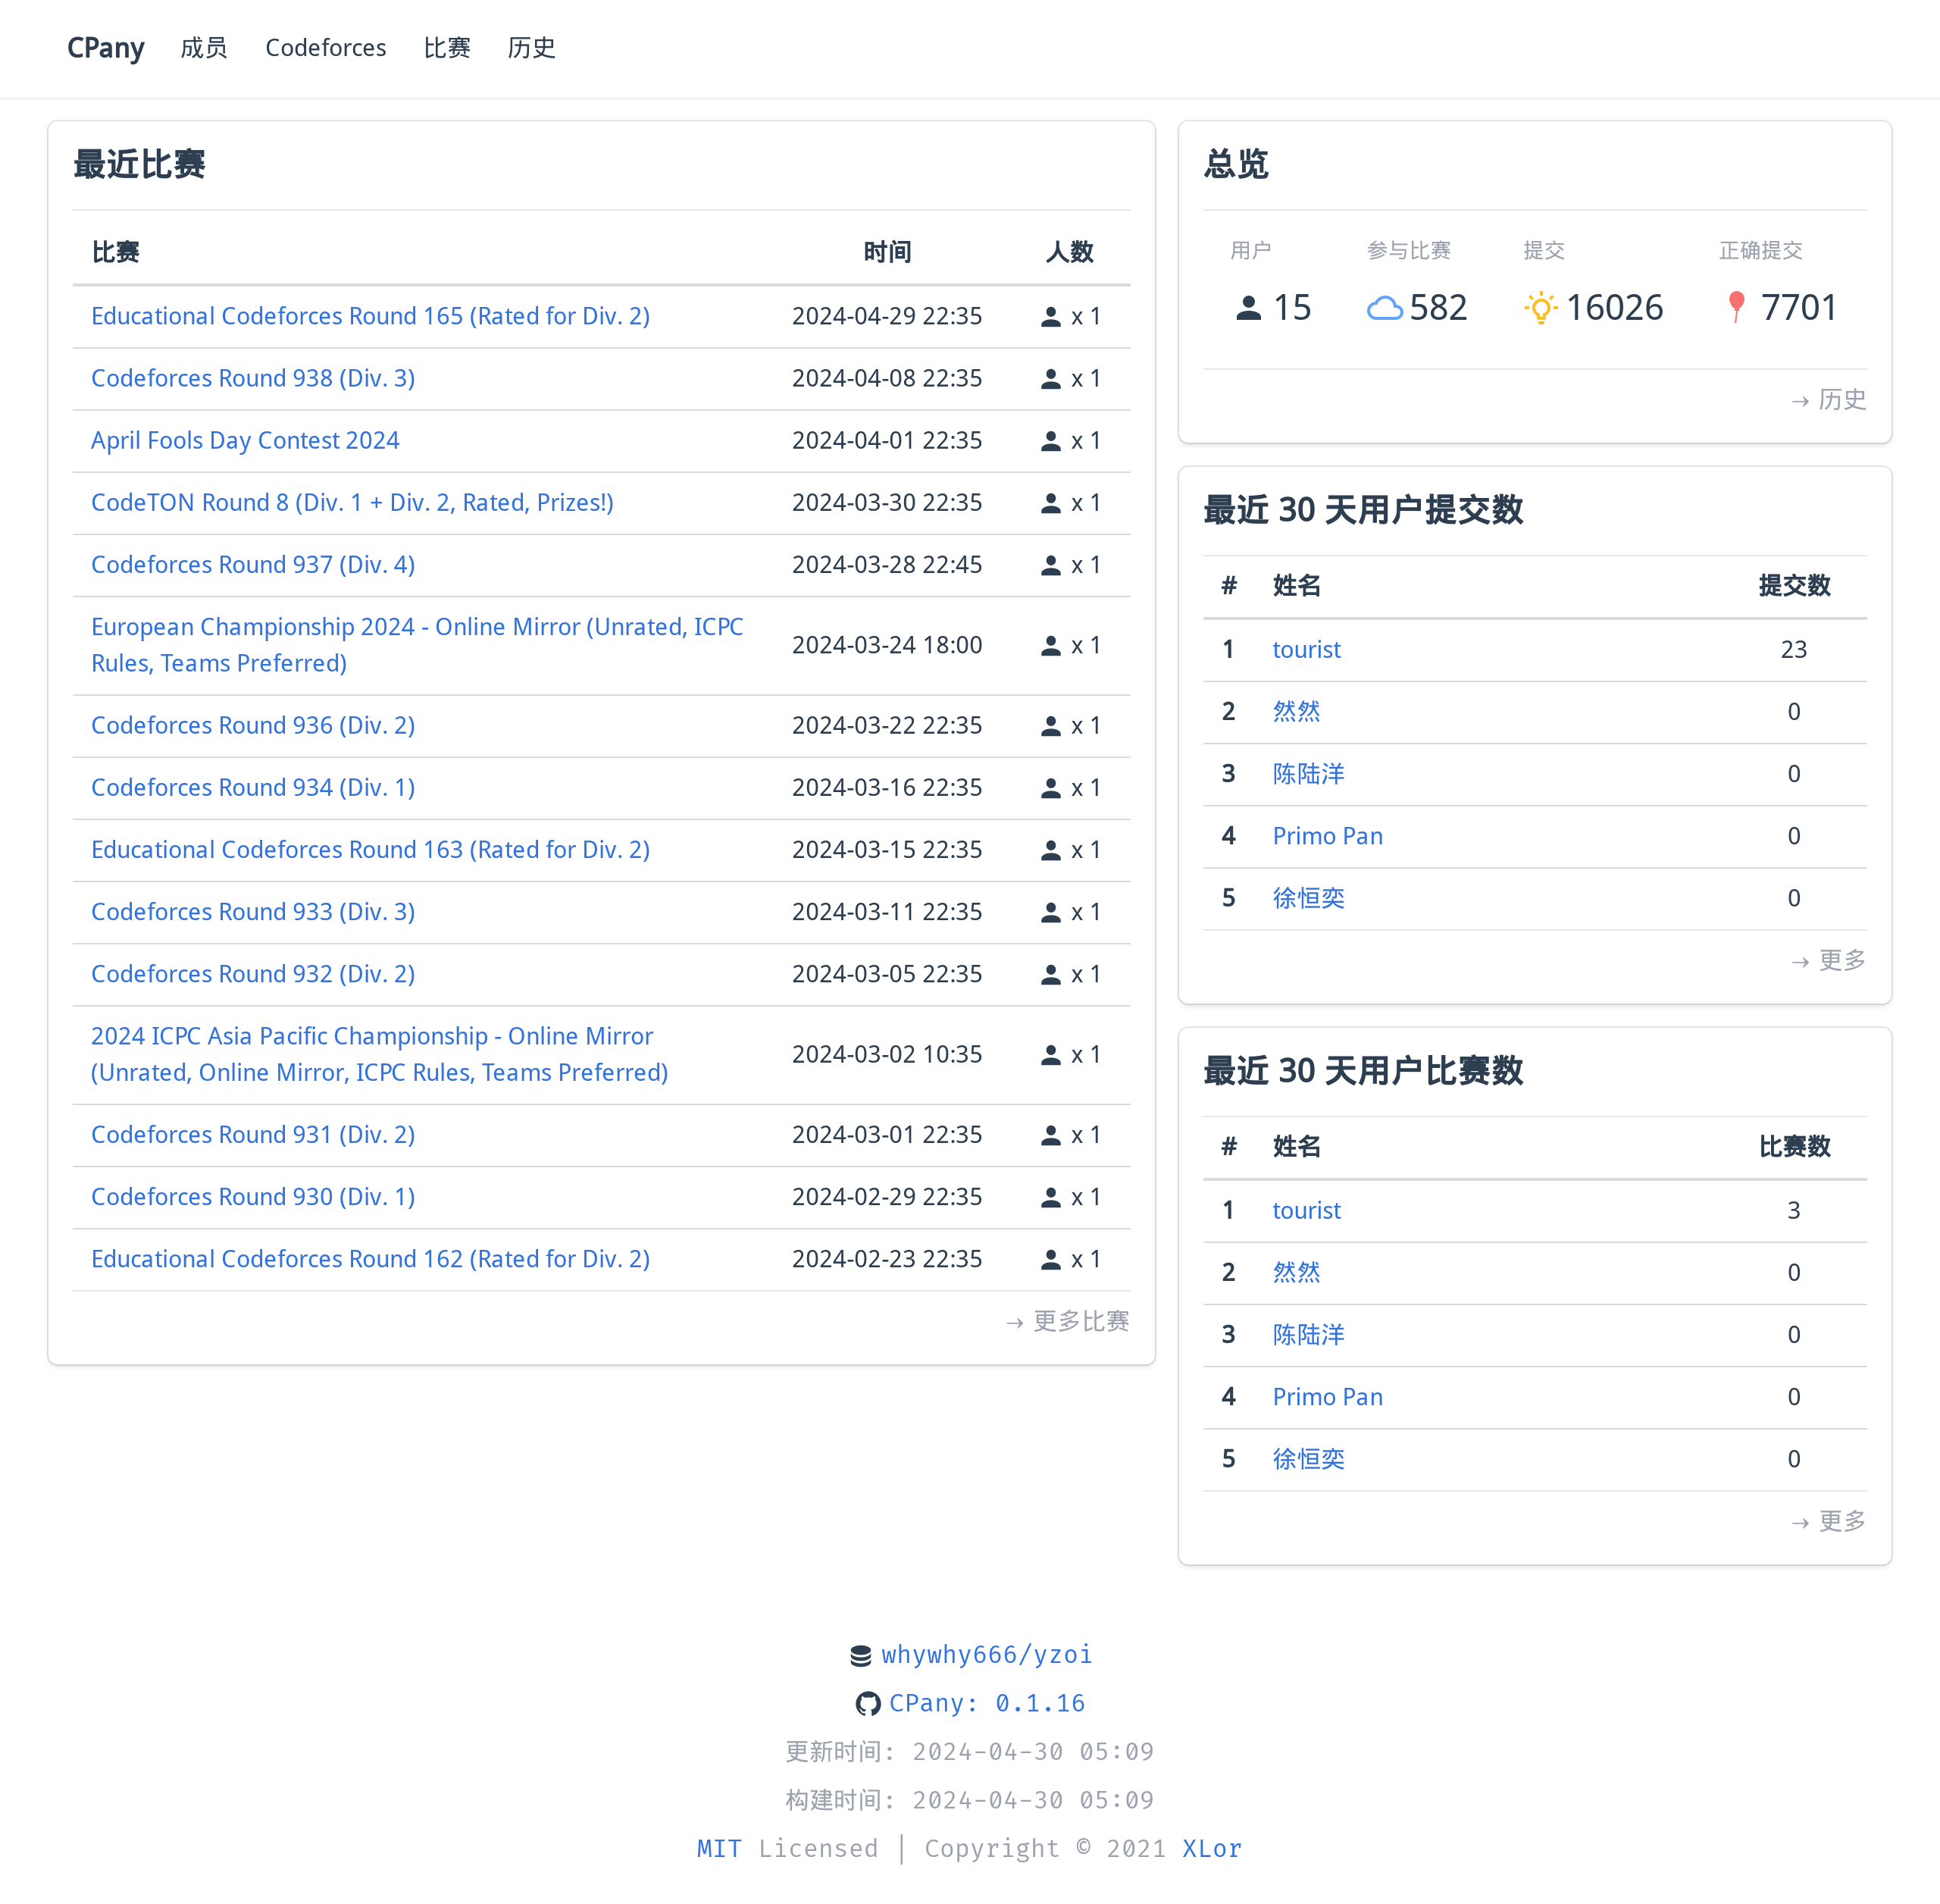 CPany 成员 Codeforces 比赛 历史
最近比赛
比赛 时间 人数
Educational Codeforces Round 165 (Rated for Div. 2) 2024-04-29 22:35 x 1
Codeforces Round 938 (Div. 3) 2024-04-08 22:35 x 1
April Fools Day Contest 2024 2024-04-01 22:35 x 1
CodeTON Round 8 (Div. 1 + Div. 2, Rated, Prizes!) 2024-03-30 22:35 x 1
Codeforces Round 937 (Div. 4) 2024-03-28 22:45 x 1
European Championship 2024 - Online Mirror (Unrated, ICPC
Rules, Teams Preferred) 2024-03-24 18:00 x 1
Codeforces Round 936 (Div. 2) 2024-03-22 22:35 x 1
Codeforces Round 934 (Div. 1) 2024-03-16 22:35 x 1
Educational Codeforces Round 163 (Rated for Div. 2) 2024-03-15 22:35 x 1
Codeforces Round 933 (Div. 3) 2024-03-11 22:35 x 1
Codeforces Round 932 (Div. 2) 2024-03-05 22:35 x 1
2024 ICPC Asia Pacific Championship - Online Mirror
(Unrated, Online Mirror, ICPC Rules, Teams Preferred) 2024-03-02 10:35 x 1
Codeforces Round 931 (Div. 2) 2024-03-01 22:35 x 1
Codeforces Round 930 (Div. 1) 2024-02-29 22:35 x 1
Educational Codeforces Round 162 (Rated for Div. 2) 2024-02-23 22:35 x 1
→ 更多比赛
总览
用户 参与比赛 提交 正确提交
15 582 16026 7701
→ 历史
最近 30 天用户提交数
# 姓名 提交数
1 tourist 23
2 然然 0
3 陈陆洋 0
4 Primo Pan 0
5 徐恒奕 0
→ 更多
最近 30 天用户比赛数
# 姓名 比赛数
1 tourist 3
2 然然 0
3 陈陆洋 0
4 Primo Pan 0
5 徐恒奕 0
→ 更多
whywhy666/yzoi
CPany: 0.1.16
更新时间: 2024-04-30 05:09
构建时间: 2024-04-30 05:09
MIT Licensed | Copyright © 2021 XLor